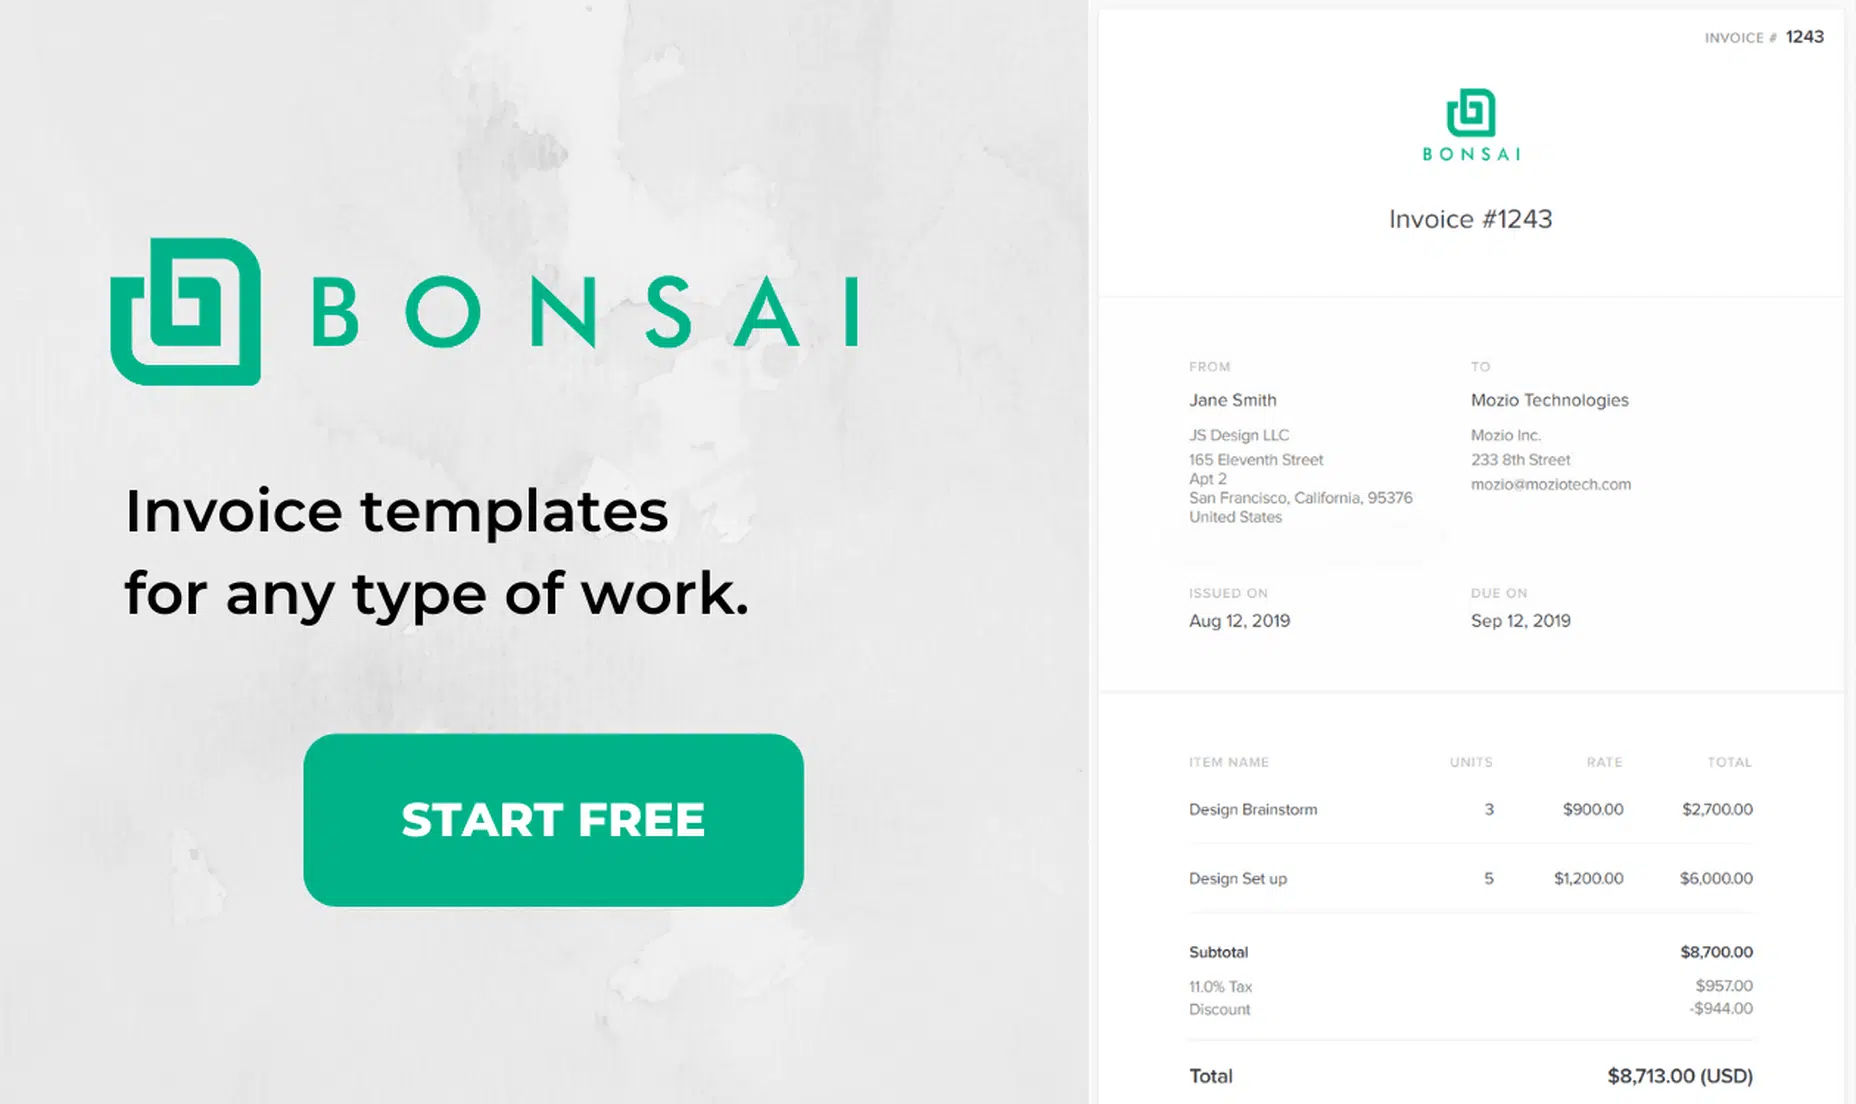 BONSAI
Invoice templates
for any type of work.
START FREE
INVOICE # 1243
BONSAI
Invoice #1243
FROM
Jane Smith
JS Design LLC
165 Eleventh Street
Apt 2
San Francisco, California, 95376
United States
TO
Mozio Technologies
Mozio Inc.
233 8th Street
mozio@moziotech.com
ISSUED ON
Aug 12, 2019
DUE ON
Sep 12, 2019
ITEM NAME UNITS RATE TOTAL
Design Brainstorm 3 $900.00 $2,700.00
Design Set up 5 $1,200.00 $6,000.00
Subtotal $8,700.00
11.0% Tax $957.00
Discount -$944.00
Total $8,713.00 (USD)